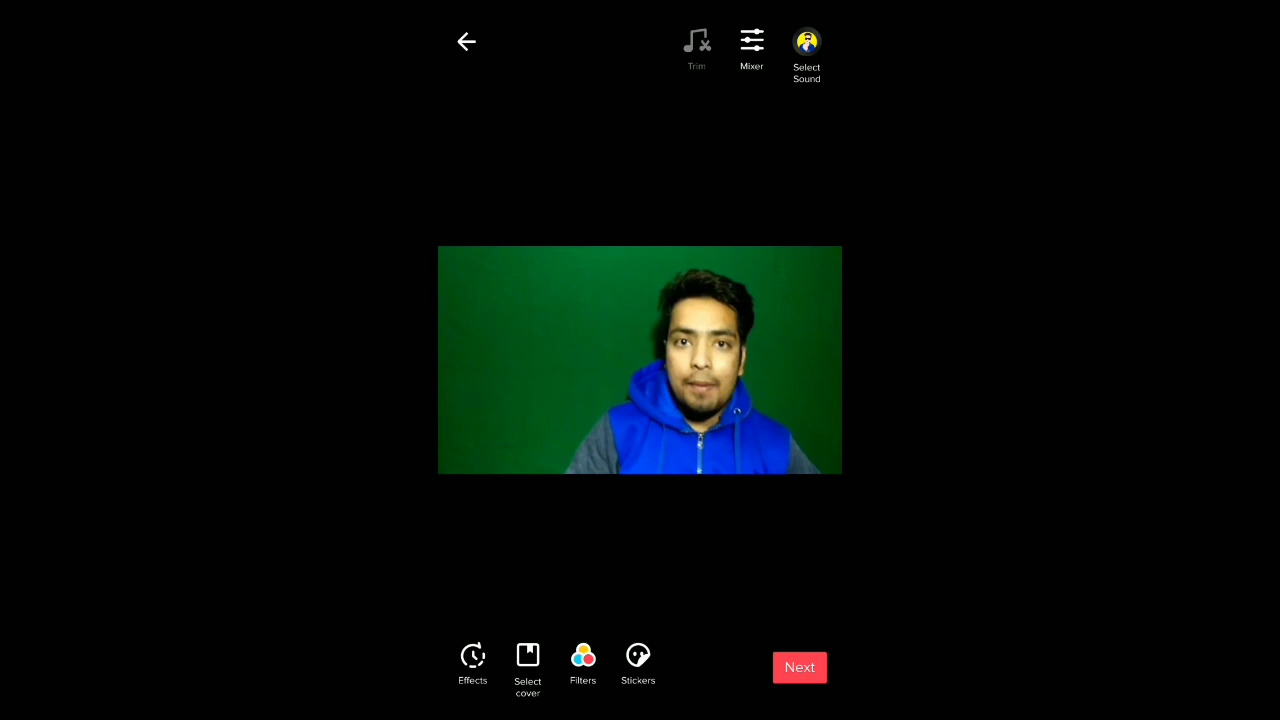 Trim
Mixer
Select
Sound
Effects
Select
cover
Filters
Stickers
Next